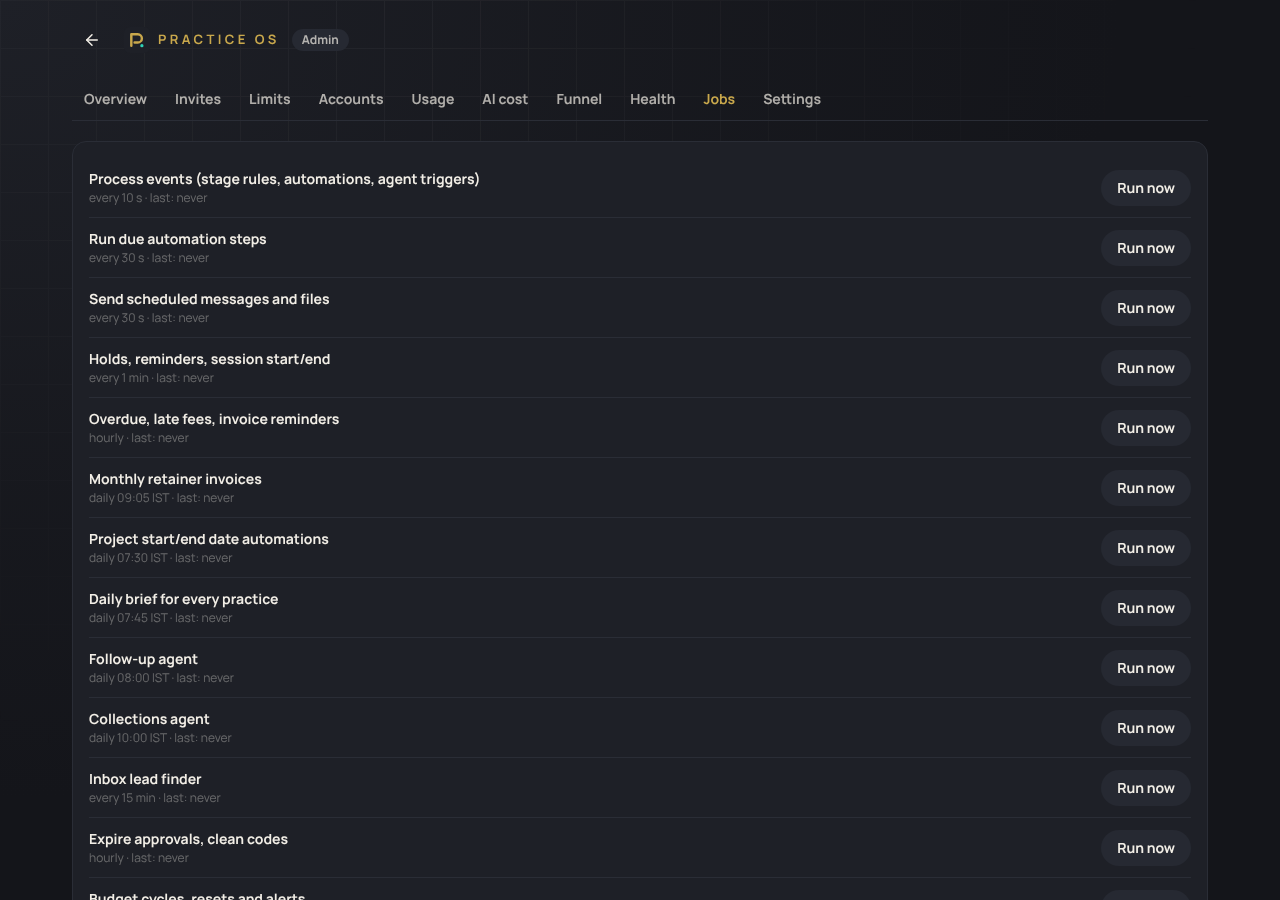 PRACTICE OS Admin
Overview Invites Limits Accounts Usage AI cost Funnel Health Jobs Settings
Process events (stage rules, automations, agent triggers)
every 10 s · last: never
Run now
Run due automation steps
every 30 s · last: never
Run now
Send scheduled messages and files
every 30 s · last: never
Run now
Holds, reminders, session start/end
every 1 min · last: never
Run now
Overdue, late fees, invoice reminders
hourly · last: never
Run now
Monthly retainer invoices
daily 09:05 IST · last: never
Run now
Project start/end date automations
daily 07:30 IST · last: never
Run now
Daily brief for every practice
daily 07:45 IST · last: never
Run now
Follow-up agent
daily 08:00 IST · last: never
Run now
Collections agent
daily 10:00 IST · last: never
Run now
Inbox lead finder
every 15 min · last: never
Run now
Expire approvals, clean codes
hourly · last: never
Run now
Budget cycles, resets and alerts